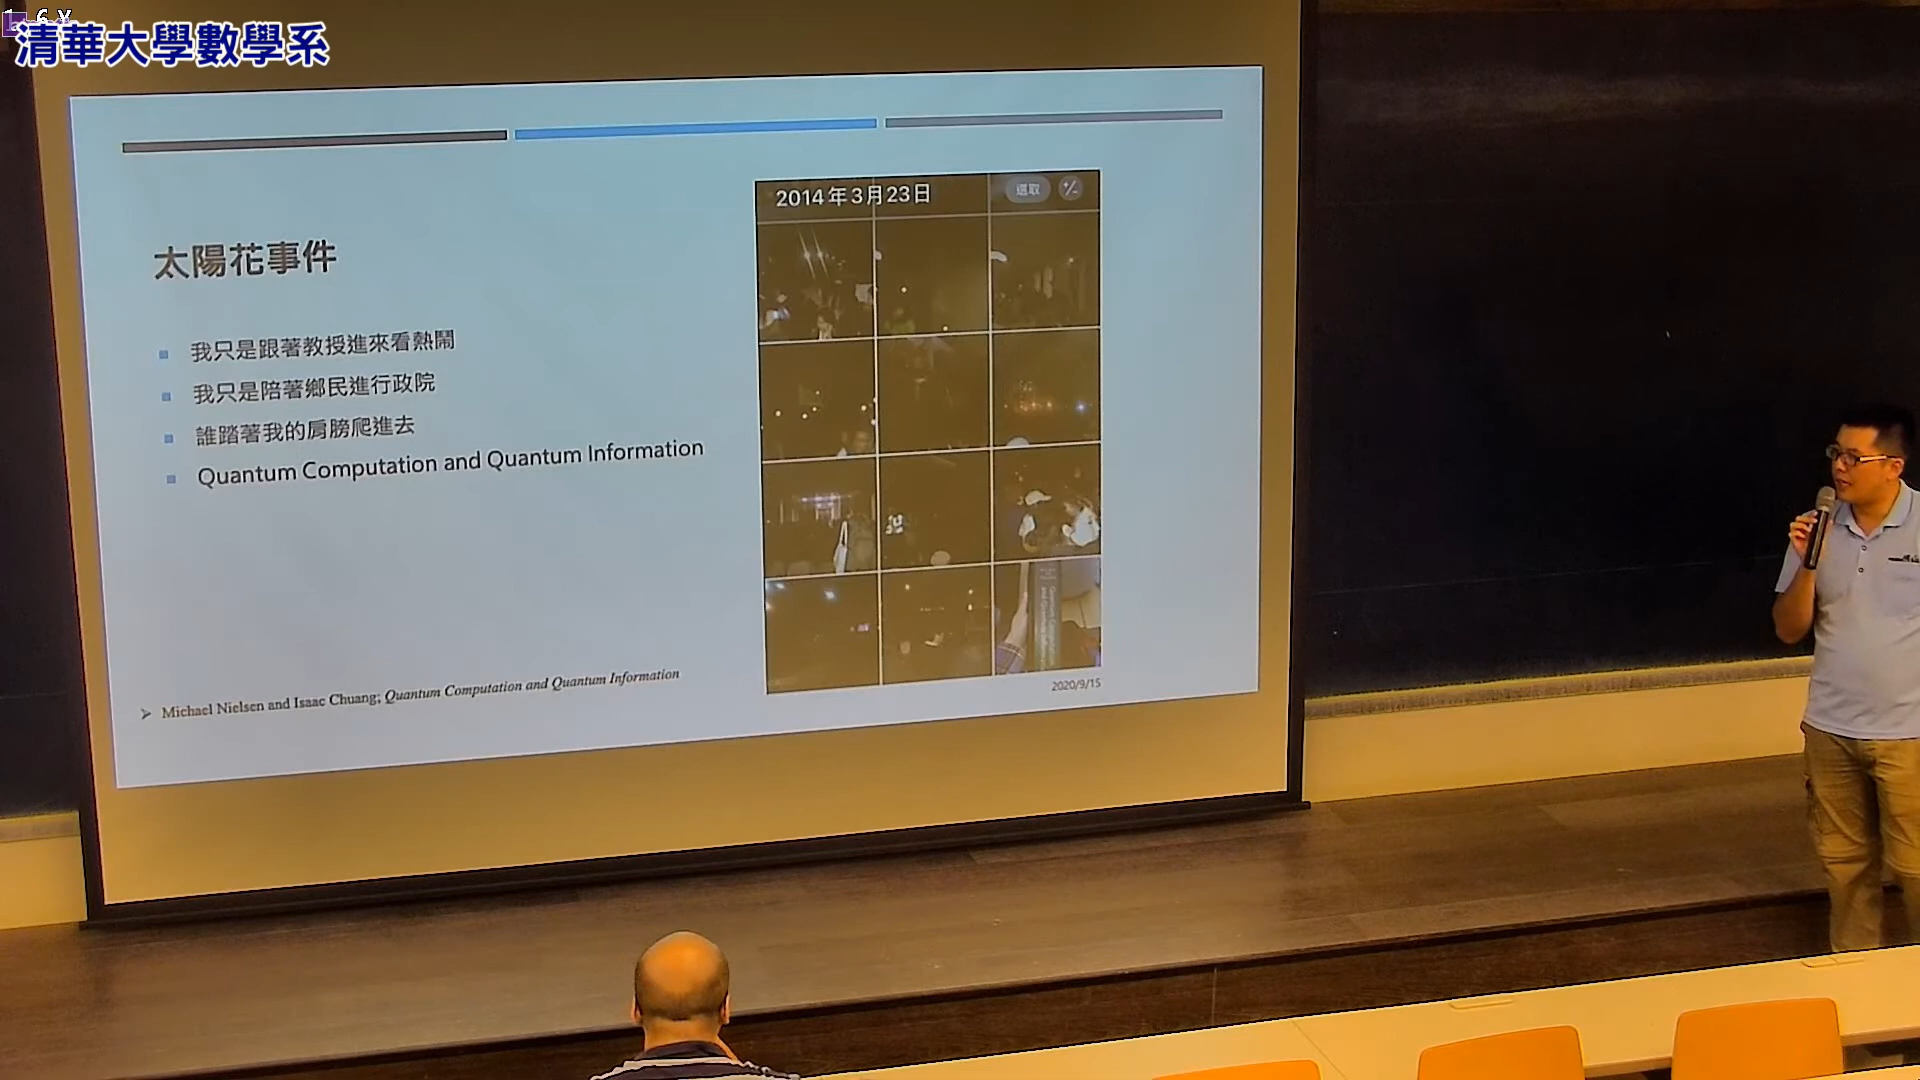 清華大學數學系
2014年3月23日
選取
太陽花事件
我只是跟著教授進來看熱鬧
我只是陪著鄉民進行政院
誰踏著我的肩膀爬進去
Quantum Computation and Quantum Information
Michael Nielsen and Isaac Chuang; Quantum Computation and Quantum Information
2020/9/15